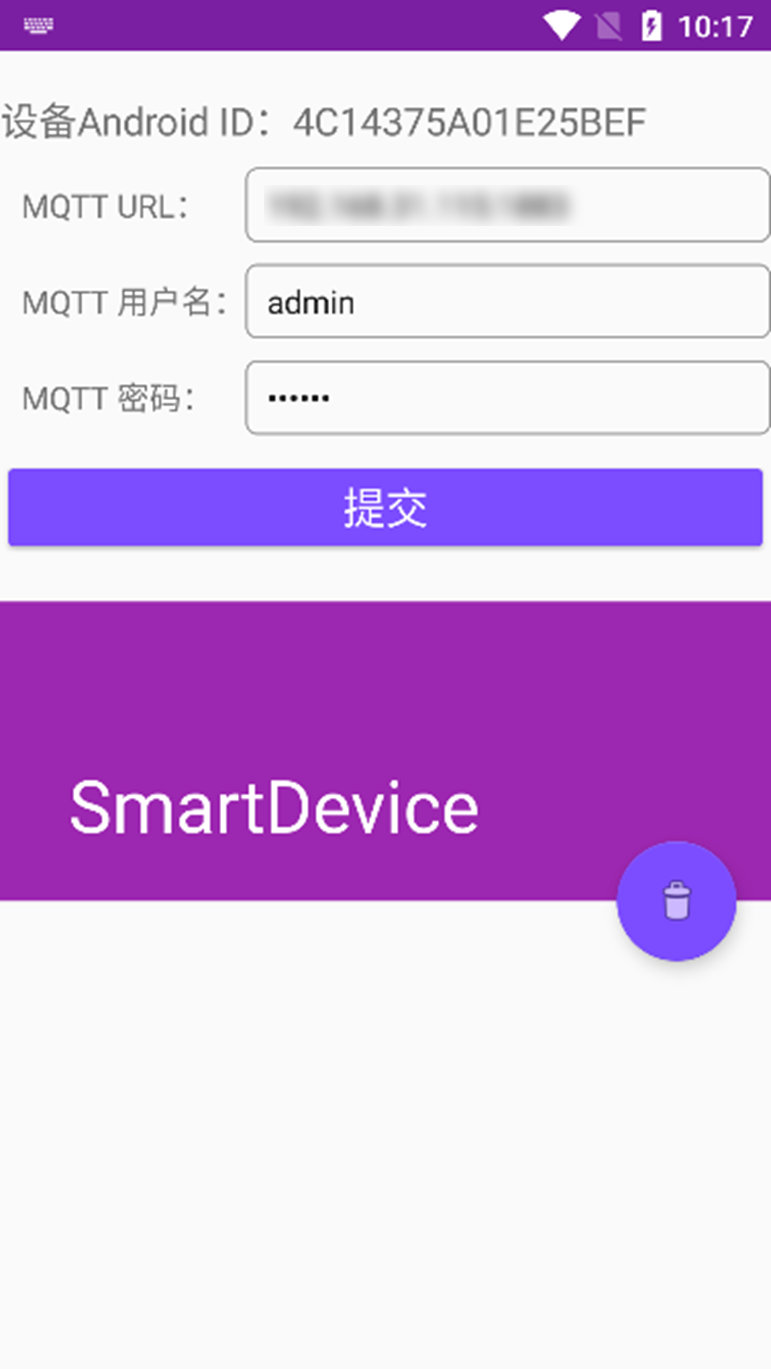 10:17
设备Android ID：4C14375A01E25BEF
MQTT URL：
MQTT 用户名： admin
MQTT 密码： ••••••
提交
SmartDevice